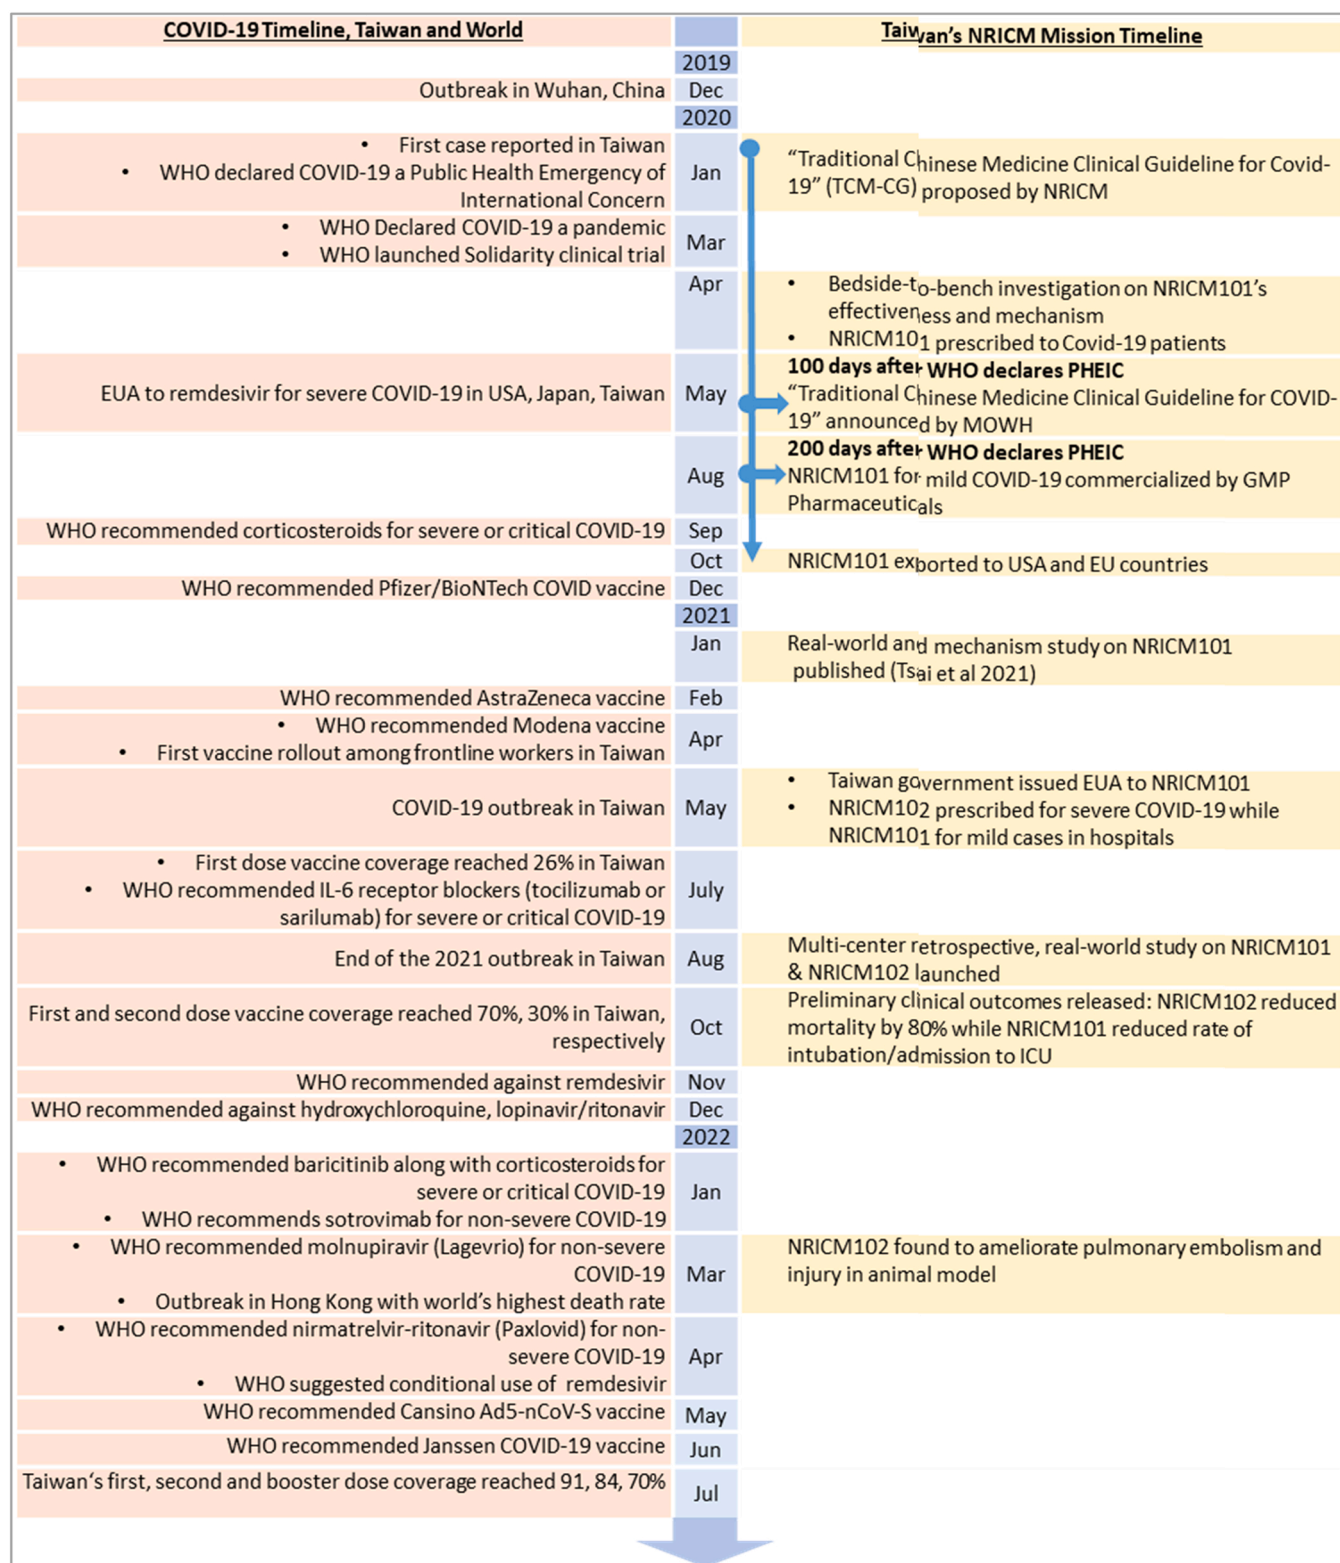 COVID-19 Timeline, Taiwan and World
Taiwan's NRICM Mission Timeline
2019
Outbreak in Wuhan, China
Dec
2020
• First case reported in Taiwan
• WHO declared COVID-19 a Public Health Emergency of
International Concern
Jan
“Traditional Chinese Medicine Clinical Guideline for Covid-
19” (TCM-CG) proposed by NRICM
• WHO Declared COVID-19 a pandemic
• WHO launched Solidarity clinical trial
Mar
Apr
• Bedside-to-bench investigation on NRICM101’s
effectiveness and mechanism
• NRICM101 prescribed to Covid-19 patients
EUA to remdesivir for severe COVID-19 in USA, Japan, Taiwan
May
100 days after WHO declares PHEIC
“Traditional Chinese Medicine Clinical Guideline for COVID-
19” announced by MOWH
Aug
200 days after WHO declares PHEIC
NRICM101 for mild COVID-19 commercialized by GMP
Pharmaceuticals
WHO recommended corticosteroids for severe or critical COVID-19
Sep
Oct
NRICM101 exported to USA and EU countries
WHO recommended Pfizer/BioNTech COVID vaccine
Dec
2021
Jan
Real-world and mechanism study on NRICM101
published (Tsai et al 2021)
WHO recommended AstraZeneca vaccine
Feb
• WHO recommended Modena vaccine
• First vaccine rollout among frontline workers in Taiwan
Apr
COVID-19 outbreak in Taiwan
May
• Taiwan government issued EUA to NRICM101
• NRICM102 prescribed for severe COVID-19 while
NRICM101 for mild cases in hospitals
• First dose vaccine coverage reached 26% in Taiwan
• WHO recommended IL-6 receptor blockers (tocilizumab or
sarilumab) for severe or critical COVID-19
July
End of the 2021 outbreak in Taiwan
Aug
Multi-center retrospective, real-world study on NRICM101
& NRICM102 launched
First and second dose vaccine coverage reached 70%, 30% in Taiwan,
respectively
Oct
Preliminary clinical outcomes released: NRICM102 reduced
mortality by 80% while NRICM101 reduced rate of
intubation/admission to ICU
WHO recommended against remdesivir
Nov
WHO recommended against hydroxychloroquine, lopinavir/ritonavir
Dec
2022
• WHO recommended baricitinib along with corticosteroids for
severe or critical COVID-19
• WHO recommends sotrovimab for non-severe COVID-19
Jan
• WHO recommended molnupiravir (Lagevrio) for non-severe
COVID-19
• Outbreak in Hong Kong with world’s highest death rate
Mar
NRICM102 found to ameliorate pulmonary embolism and
injury in animal model
• WHO recommended nirmatrelvir-ritonavir (Paxlovid) for non-
severe COVID-19
• WHO suggested conditional use of remdesivir
Apr
WHO recommended Cansino Ad5-nCoV-S vaccine
May
WHO recommended Janssen COVID-19 vaccine
Jun
Taiwan‘s first, second and booster dose coverage reached 91, 84, 70%
Jul